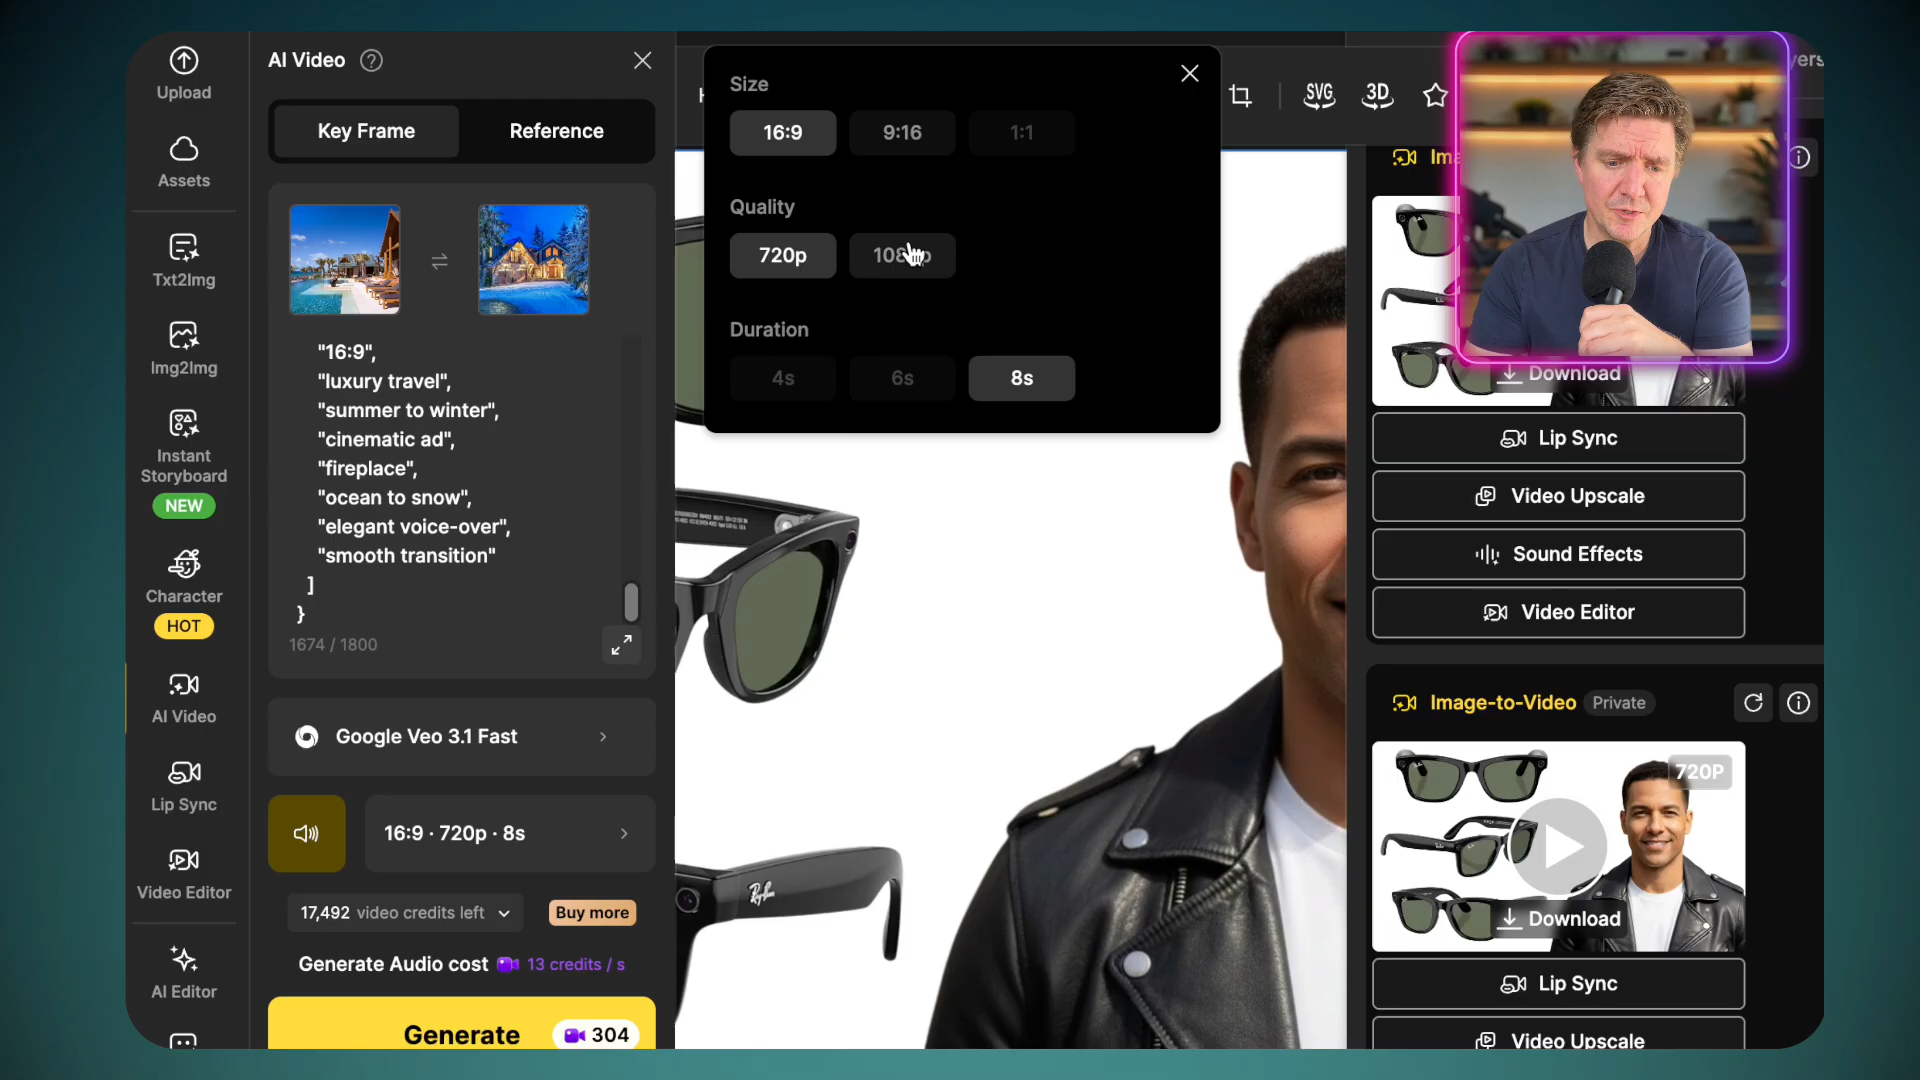 Upload
Assets
Txt2Img
Img2Img
Instant
Storyboard
NEW
Character
HOT
AI Video
Lip Sync
Video Editor
AI Editor
AI Video
Key Frame
Reference
"16:9",
"luxury travel",
"summer to winter",
"cinematic ad",
"fireplace",
"ocean to snow",
"elegant voice-over",
"smooth transition"
]
}
1674 / 1800
Google Veo 3.1 Fast
16:9 · 720p · 8s
17,492 video credits left
Buy more
Generate Audio cost 13 credits / s
Generate 304
Size
16:9
9:16
1:1
Quality
720p
Duration
4s
6s
8s
SVG
3D
Ray-Ban
Download
Lip Sync
Video Upscale
Sound Effects
Video Editor
Image-to-Video Private
720P
Download
Lip Sync
Video Upscale